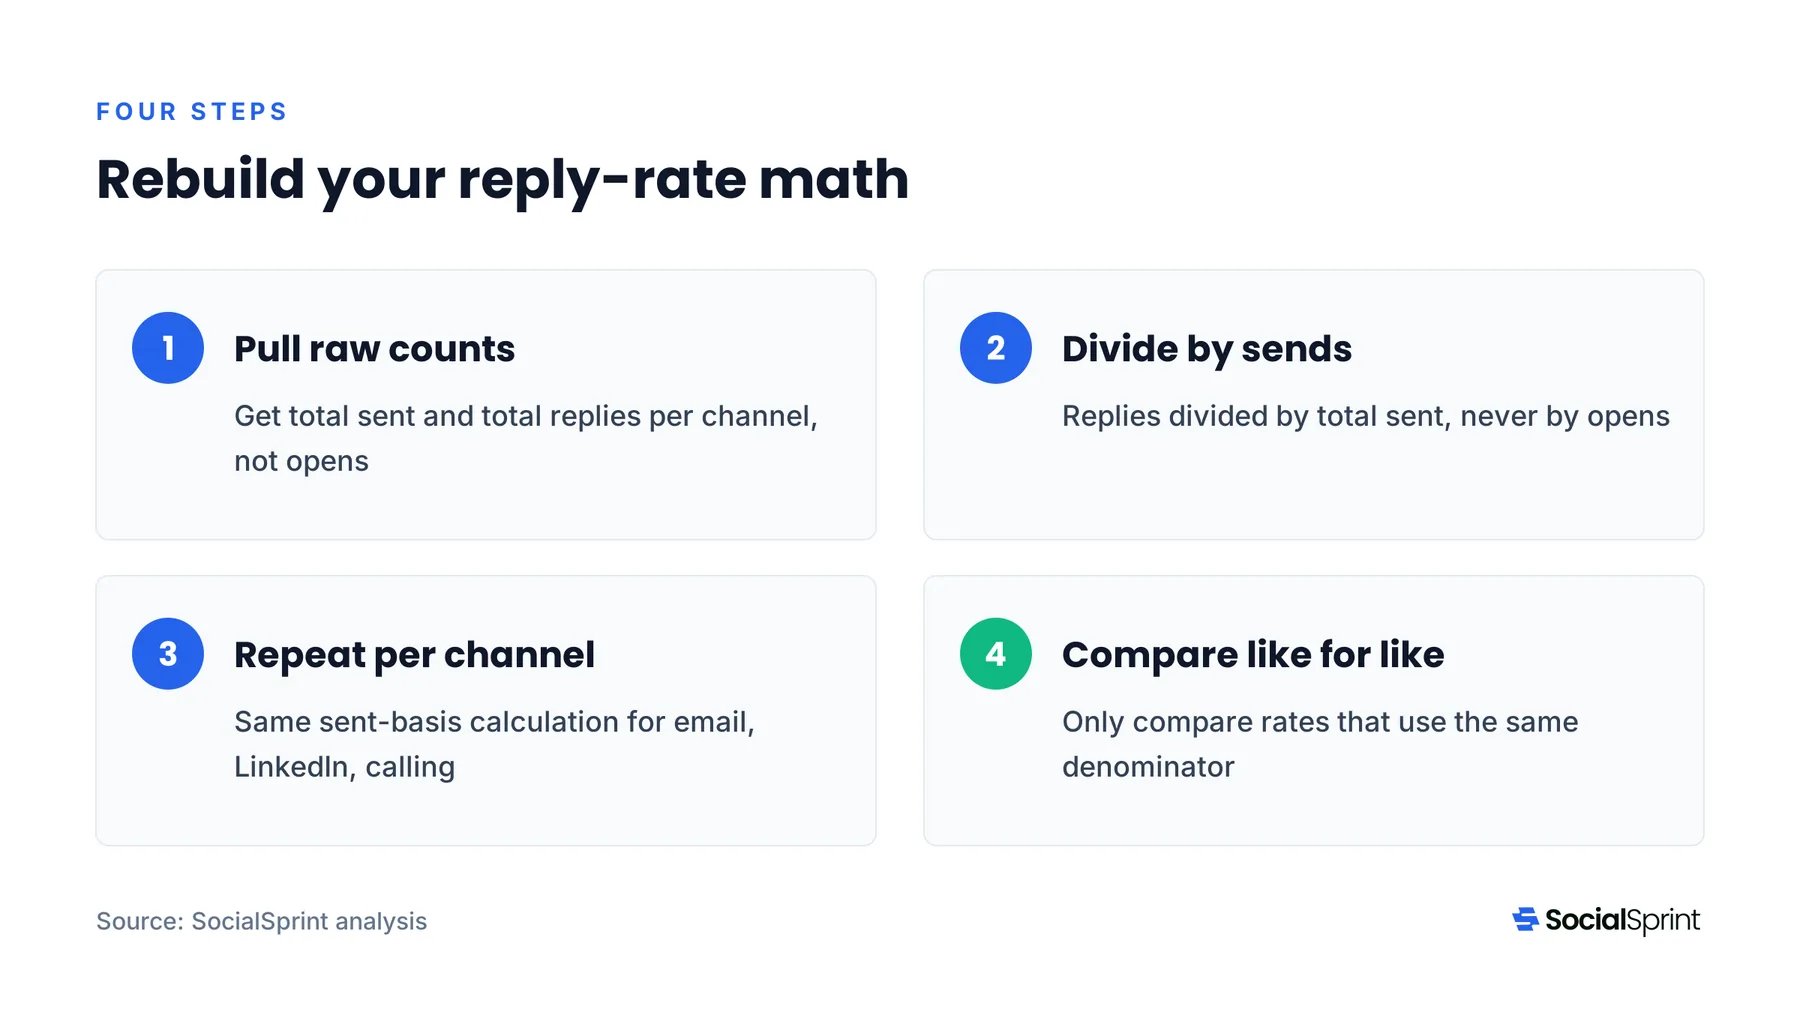 FOUR STEPS
Rebuild your reply-rate math
1
Pull raw counts
Get total sent and total replies per channel,
not opens
2
Divide by sends
Replies divided by total sent, never by opens
3
Repeat per channel
Same sent-basis calculation for email,
LinkedIn, calling
4
Compare like for like
Only compare rates that use the same
denominator
Source: SocialSprint analysis
SocialSprint